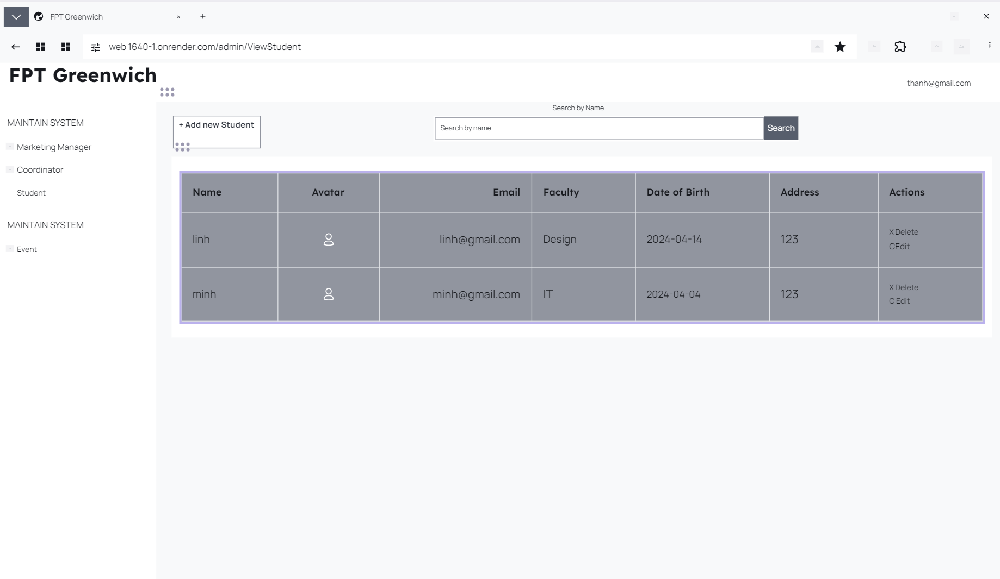 FPT Greenwich
web 1640-1.onrender.com/admin/ViewStudent
FPT Greenwich
thanh@gmail.com
MAINTAIN SYSTEM
Marketing Manager
Coordinator
Student
MAINTAIN SYSTEM
Event
Search by Name.
+ Add new Student
Search by name
Search
Name Avatar Email Faculty Date of Birth Address Actions
linh linh@gmail.com Design 2024-04-14 123 X Delete
CEdit
minh minh@gmail.com IT 2024-04-04 123 X Delete
C Edit